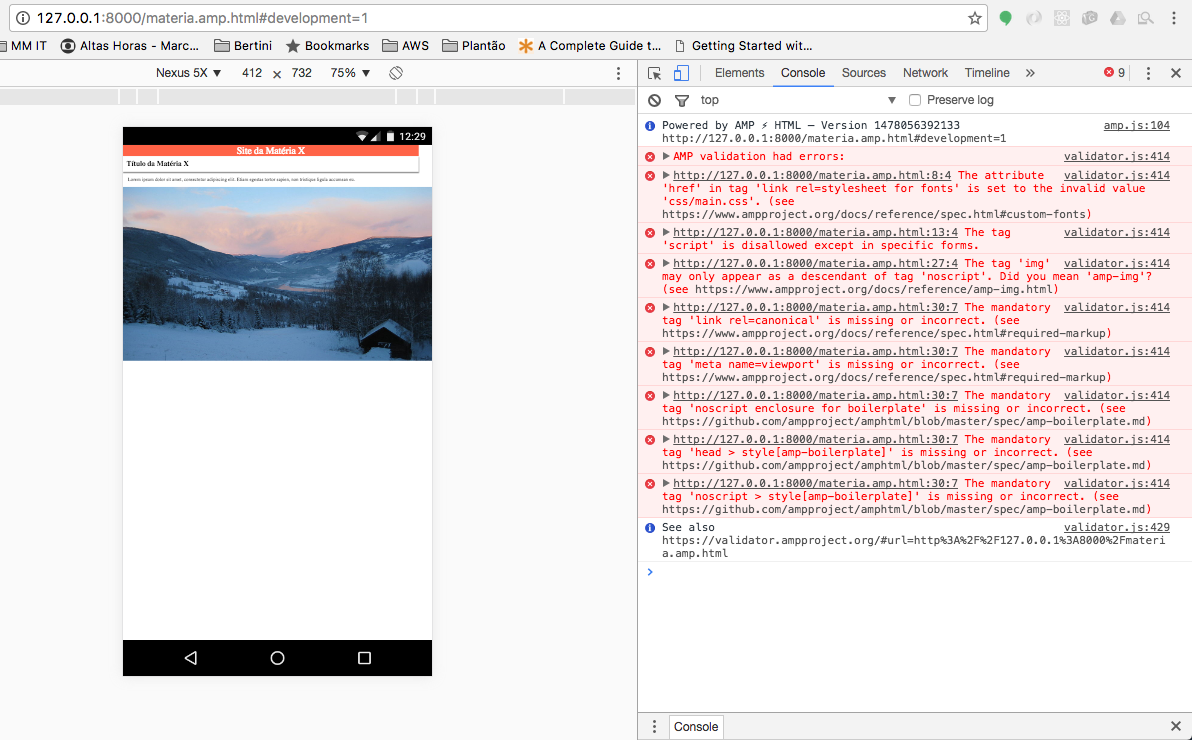 127.0.0.1:8000/materia.amp.html#development=1
MM IT
Altas Horas - Marc...
Bertini
Bookmarks
AWS
Plantão
A Complete Guide t...
Getting Started wit...
Nexus 5X ▼ 412 × 732 75% ▼
Elements Console Sources Network Timeline » 9
top ▼ Preserve log
12:29
Site da Matéria X
Título da Matéria X
Lorem ipsum dolor sit amet, consectetur adipiscing elit. Etiam egestas tortor sapien, non tristique ligula accumsan eu.
Powered by AMP ⚡ HTML – Version 1478056392133 amp.js:104
http://127.0.0.1:8000/materia.amp.html#development=1
AMP validation had errors: validator.js:414
http://127.0.0.1:8000/materia.amp.html:8:4 The attribute validator.js:414
'href' in tag 'link rel=stylesheet for fonts' is set to the invalid value
'css/main.css'. (see
https://www.ampproject.org/docs/reference/spec.html#custom-fonts)
http://127.0.0.1:8000/materia.amp.html:13:4 The tag validator.js:414
'script' is disallowed except in specific forms.
http://127.0.0.1:8000/materia.amp.html:27:4 The tag 'img' validator.js:414
may only appear as a descendant of tag 'noscript'. Did you mean 'amp-img'?
(see https://www.ampproject.org/docs/reference/amp-img.html)
http://127.0.0.1:8000/materia.amp.html:30:7 The mandatory validator.js:414
tag 'link rel=canonical' is missing or incorrect. (see
https://www.ampproject.org/docs/reference/spec.html#required-markup)
http://127.0.0.1:8000/materia.amp.html:30:7 The mandatory validator.js:414
tag 'meta name=viewport' is missing or incorrect. (see
https://www.ampproject.org/docs/reference/spec.html#required-markup)
http://127.0.0.1:8000/materia.amp.html:30:7 The mandatory validator.js:414
tag 'noscript enclosure for boilerplate' is missing or incorrect. (see
https://github.com/ampproject/amphtml/blob/master/spec/amp-boilerplate.md)
http://127.0.0.1:8000/materia.amp.html:30:7 The mandatory validator.js:414
tag 'head > style[amp-boilerplate]' is missing or incorrect. (see
https://github.com/ampproject/amphtml/blob/master/spec/amp-boilerplate.md)
http://127.0.0.1:8000/materia.amp.html:30:7 The mandatory validator.js:414
tag 'noscript > style[amp-boilerplate]' is missing or incorrect. (see
https://github.com/ampproject/amphtml/blob/master/spec/amp-boilerplate.md)
See also validator.js:429
https://validator.ampproject.org/#url=http%3A%2F%2F127.0.0.1%3A8000%2Fmateri
a.amp.html
Console